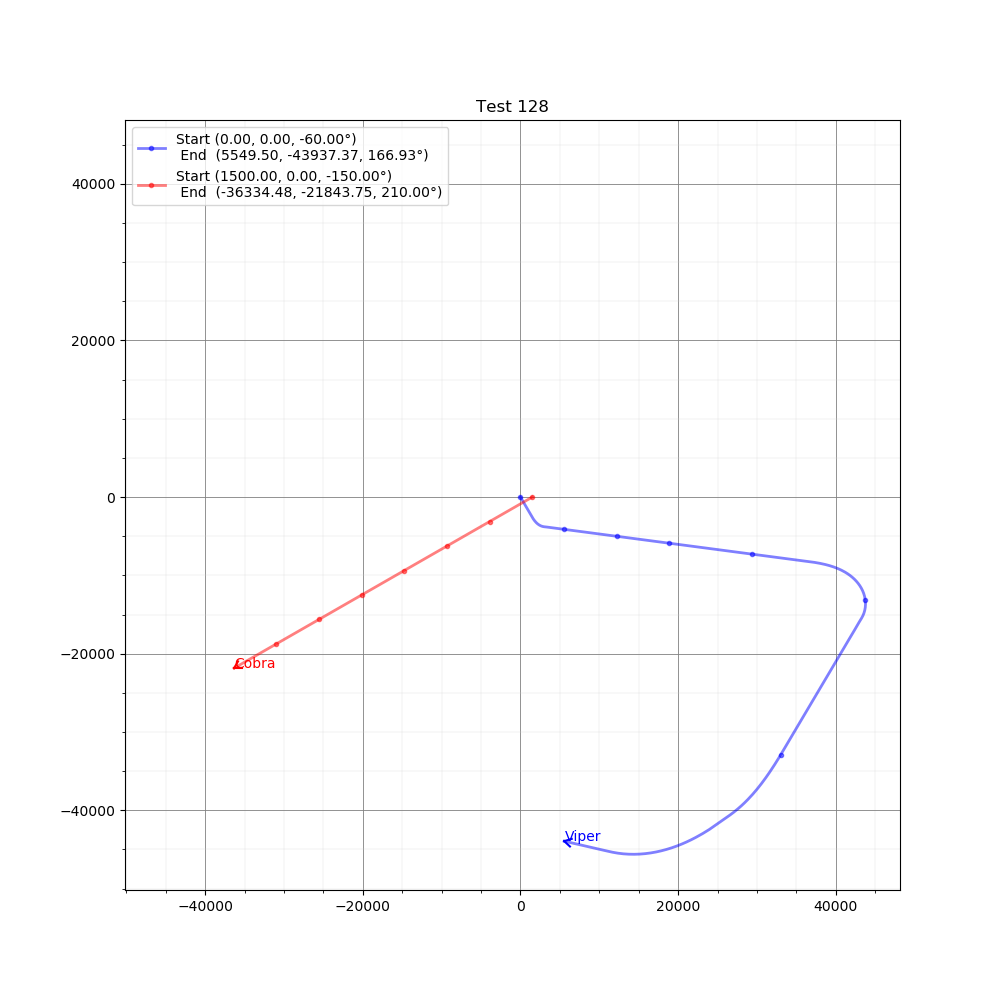 Test 128
Start (0.00, 0.00, -60.00°)
End  (5549.50, -43937.37, 166.93°)
Start (1500.00, 0.00, -150.00°)
End  (-36334.48, -21843.75, 210.00°)
40000
20000
0
−20000
−40000
Cobra
Viper
−40000
−20000
0
20000
40000